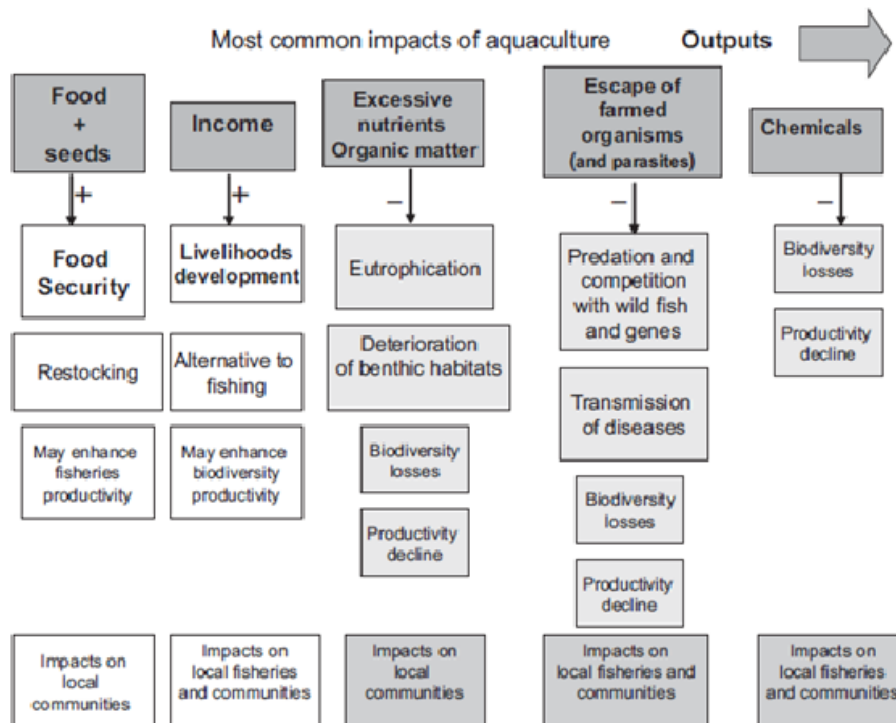 Most common impacts of aquaculture Outputs
Food
+
seeds
Income
Excessive
nutrients
Organic matter
Escape of
farmed
organisms
(and parasites)
Chemicals
+
+
–
–
–
Food
Security
Livelihoods
development
Eutrophication
Predation and
competition
with wild fish
and genes
Biodiversity
losses
Restocking
Alternative to
fishing
Deterioration
of benthic habitats
Productivity
decline
Transmission
of diseases
May enhance
fisheries
productivity
May enhance
biodiversity
productivity
Biodiversity
losses
Biodiversity
losses
Productivity
decline
Productivity
decline
Impacts on
local
communities
Impacts on
local fisheries
and communities
Impacts on
local
communities
Impacts on
local fisheries and
communities
Impacts on
local fisheries
and communities